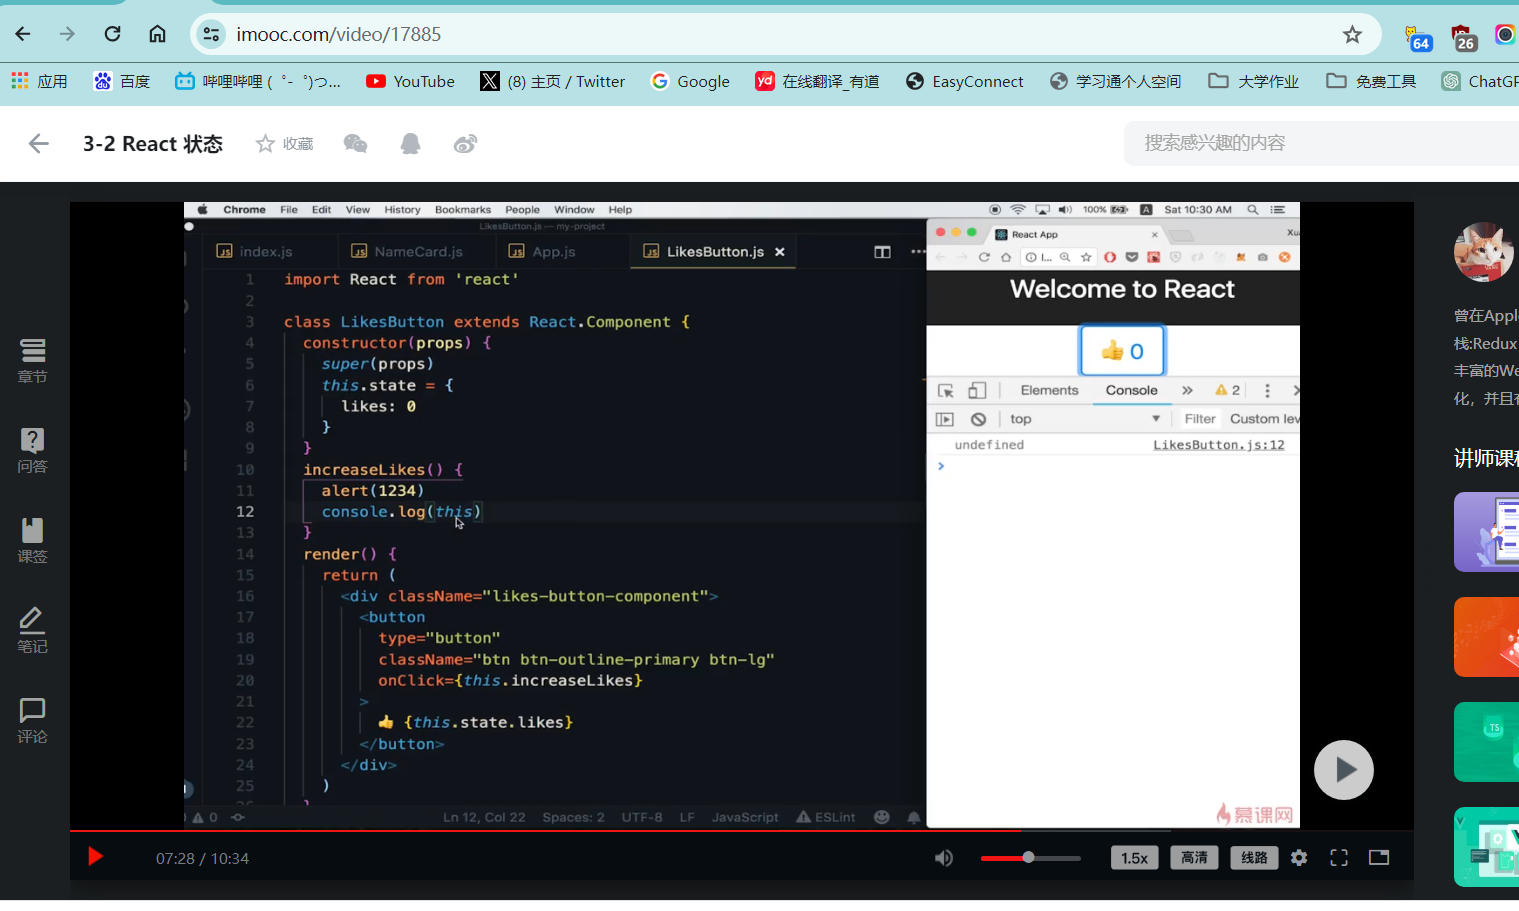 imooc.com/video/17885
64
26
应用
百度
哔哩哔哩 (゜-゜)つ...
YouTube
(8) 主页 / Twitter
Google
在线翻译_有道
EasyConnect
学习通个人空间
大学作业
免费工具
ChatGP
3-2 React 状态
收藏
搜索感兴趣的内容
章节
问答
课签
笔记
评论
Chrome File Edit View History Bookmarks People Window Help
100%
Sat 10:30 AM
LikesButton.js — my-project
index.js
NameCard.js
App.js
LikesButton.js
1 import React from 'react'
2
3 class LikesButton extends React.Component {
4 constructor(props) {
5 super(props)
6 this.state = {
7 likes: 0
8 }
9 }
10 increaseLikes() {
11 alert(1234)
12 console.log(this)
13 }
14 render() {
15 return (
16 <div className="likes-button-component">
17 <button
18 type="button"
19 className="btn btn-outline-primary btn-lg"
20 onClick={this.increaseLikes}
21 >
22 👍 {this.state.likes}
23 </button>
24 </div>
25 )
26 }
0
Ln 12, Col 22 Spaces: 2 UTF-8 LF JavaScript ESLint
React App
Xu
Welcome to React
👍 0
Elements Console » 2
top
Filter
Custom lev
undefined
LikesButton.js:12
>
慕课网
07:28 / 10:34
1.5x
高清
线路
曾在Apple
栈:Redux
丰富的We
化，并且有
讲师课程
TS